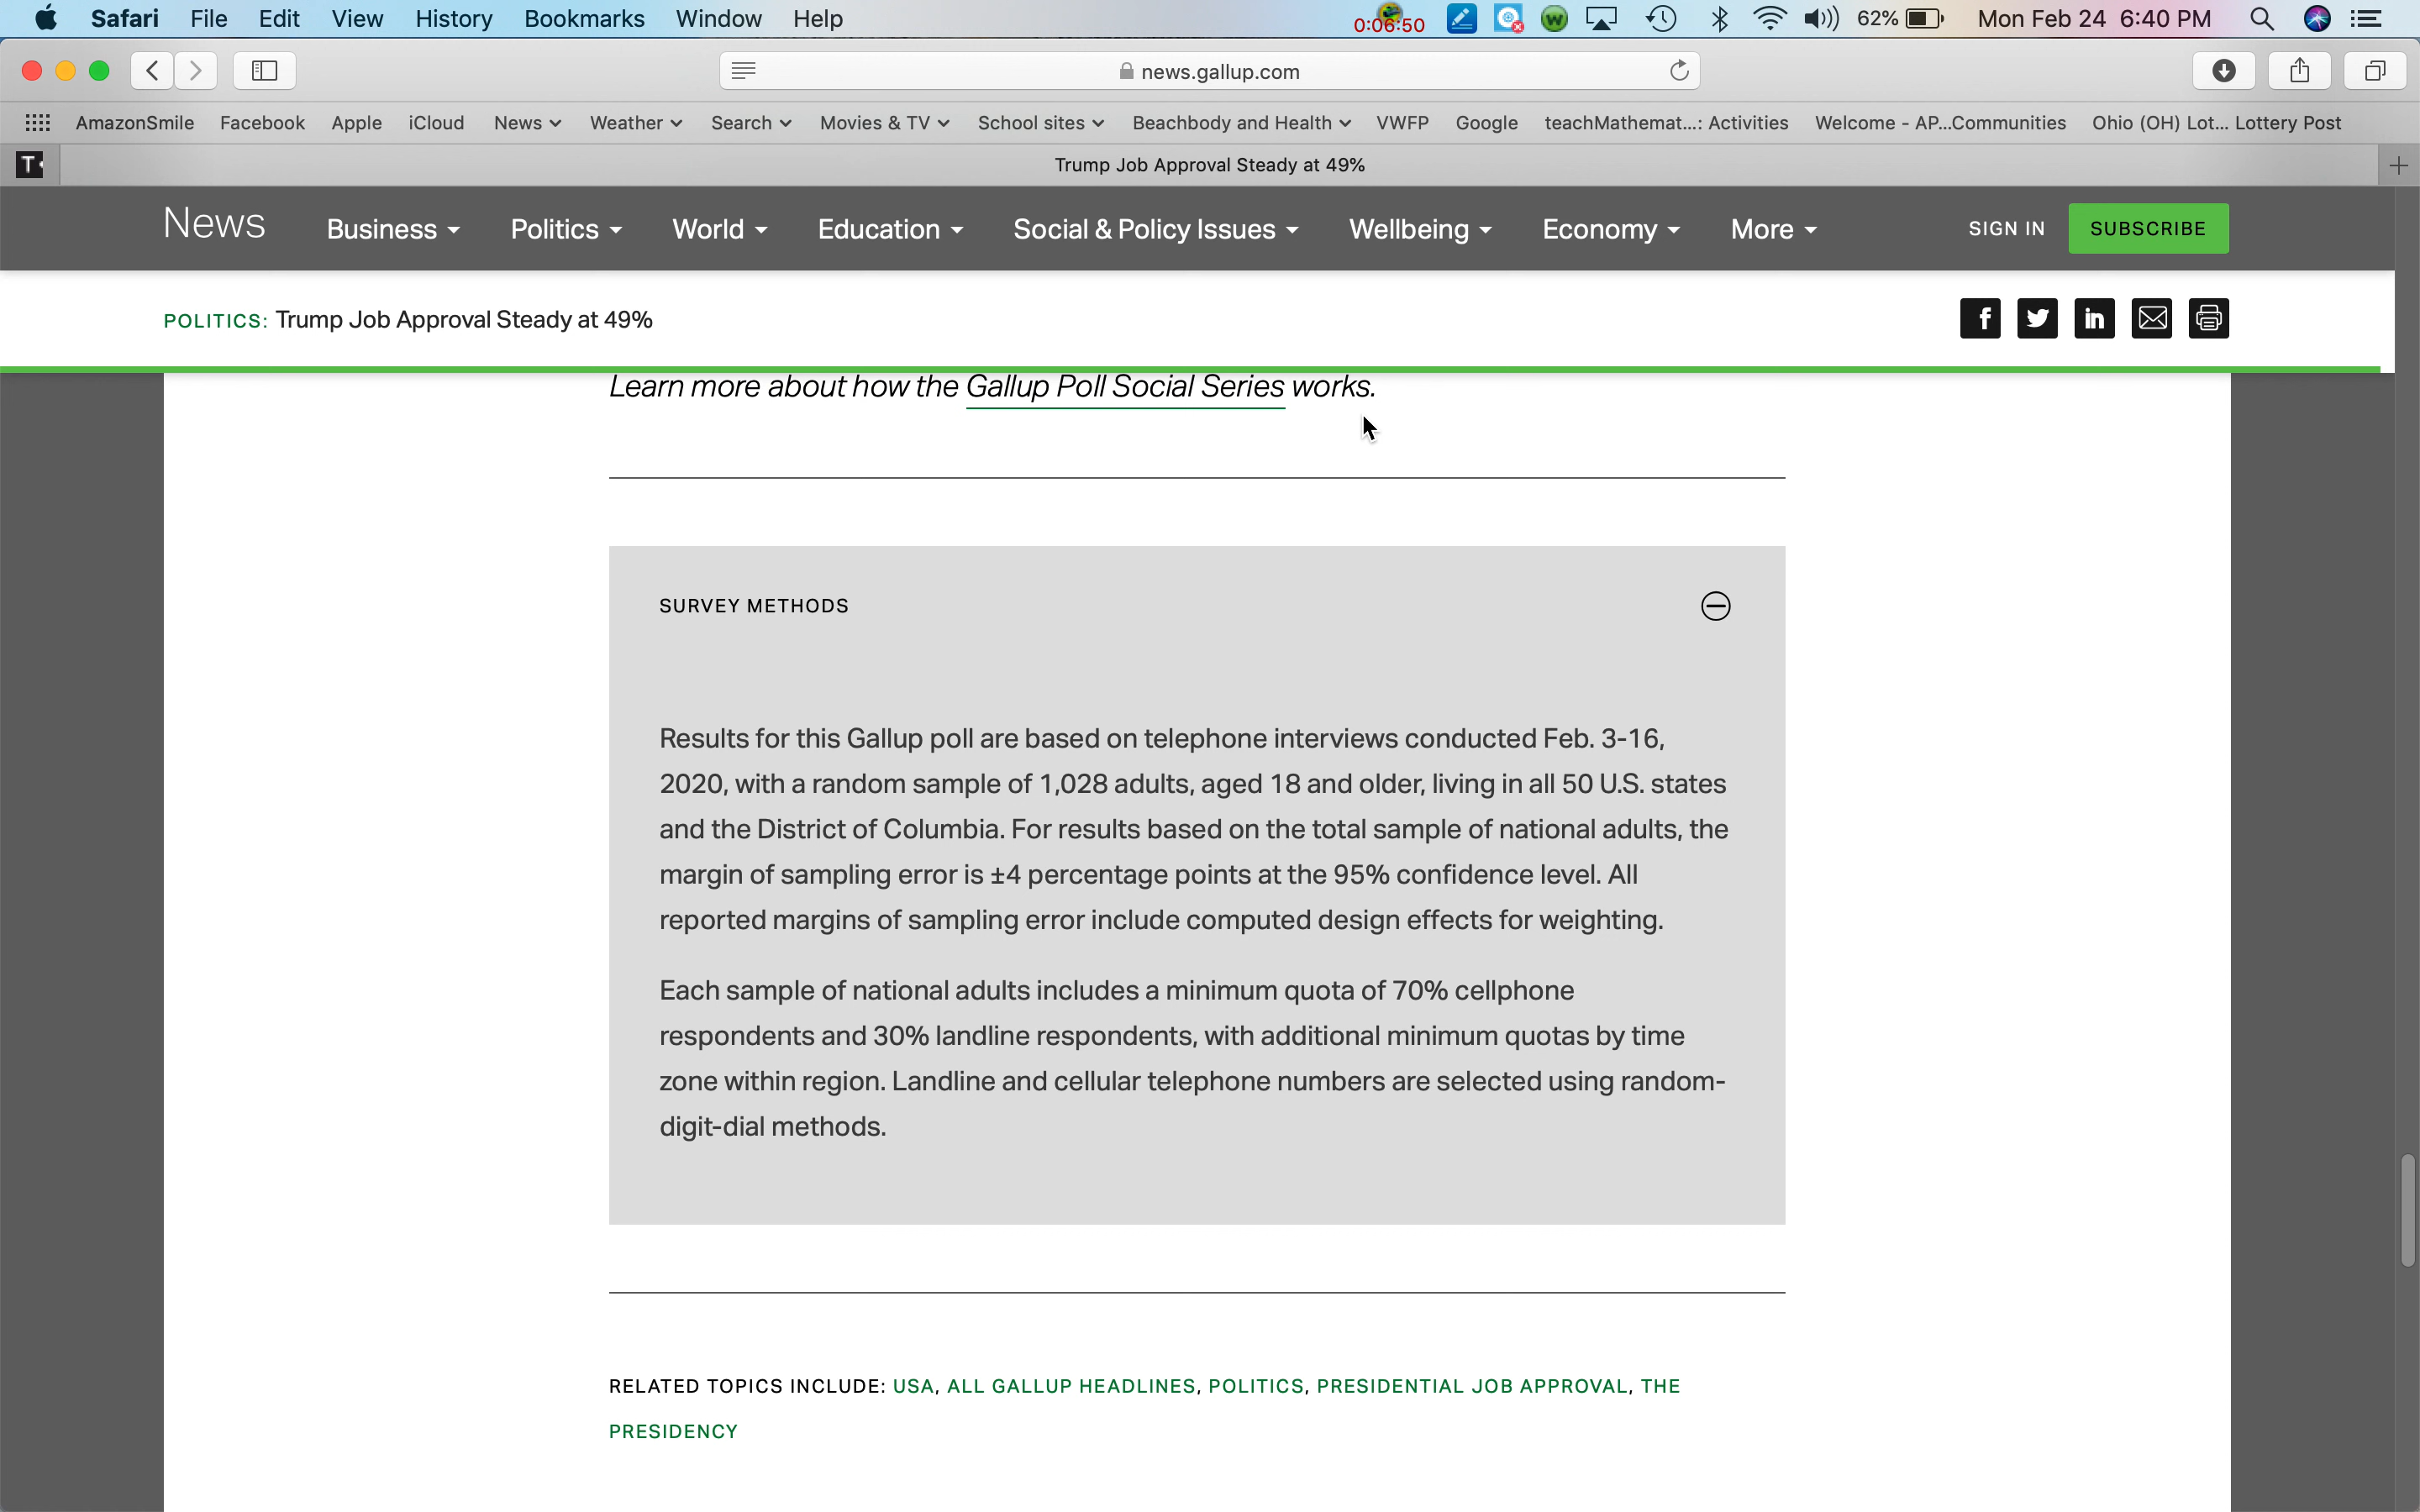 Safari File Edit View History Bookmarks Window Help 0:06:50 62% Mon Feb 24 6:40 PM
news.gallup.com
AmazonSmile Facebook Apple iCloud News Weather Search Movies & TV School sites Beachbody and Health VWFP Google teachMathemat...: Activities Welcome - AP...Communities Ohio (OH) Lot... Lottery Post
T Trump Job Approval Steady at 49%
News Business Politics World Education Social & Policy Issues Wellbeing Economy More SIGN IN SUBSCRIBE
POLITICS: Trump Job Approval Steady at 49%
Learn more about how the Gallup Poll Social Series works.
SURVEY METHODS
Results for this Gallup poll are based on telephone interviews conducted Feb. 3-16,
2020, with a random sample of 1,028 adults, aged 18 and older, living in all 50 U.S. states
and the District of Columbia. For results based on the total sample of national adults, the
margin of sampling error is ±4 percentage points at the 95% confidence level. All
reported margins of sampling error include computed design effects for weighting.
Each sample of national adults includes a minimum quota of 70% cellphone
respondents and 30% landline respondents, with additional minimum quotas by time
zone within region. Landline and cellular telephone numbers are selected using random-
digit-dial methods.
RELATED TOPICS INCLUDE: USA, ALL GALLUP HEADLINES, POLITICS, PRESIDENTIAL JOB APPROVAL, THE
PRESIDENCY